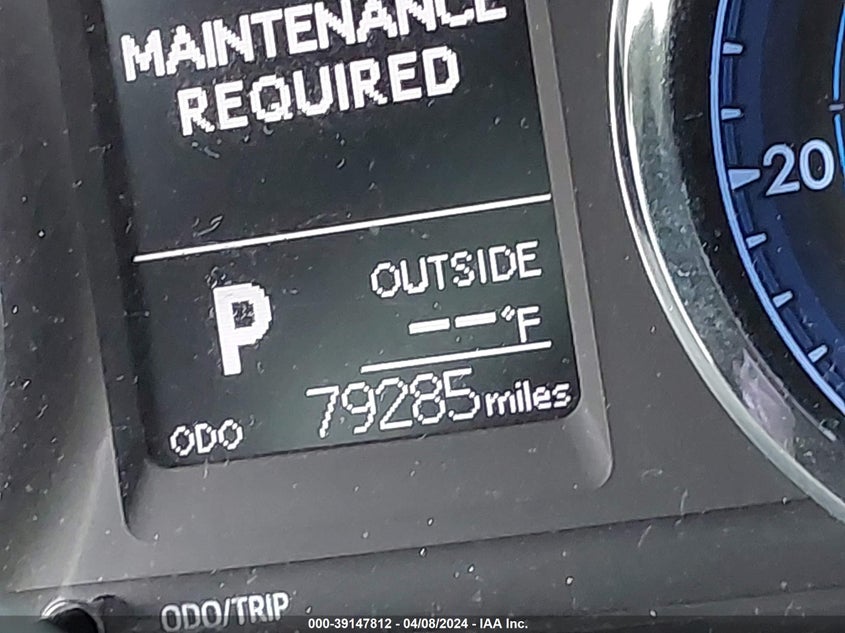 MAINTENANCE
REQUIRED
20
P
OUTSIDE
--°F
ODO 79285 miles
ODO/TRIP
000-39147812 - 04/08/2024 - IAA Inc.